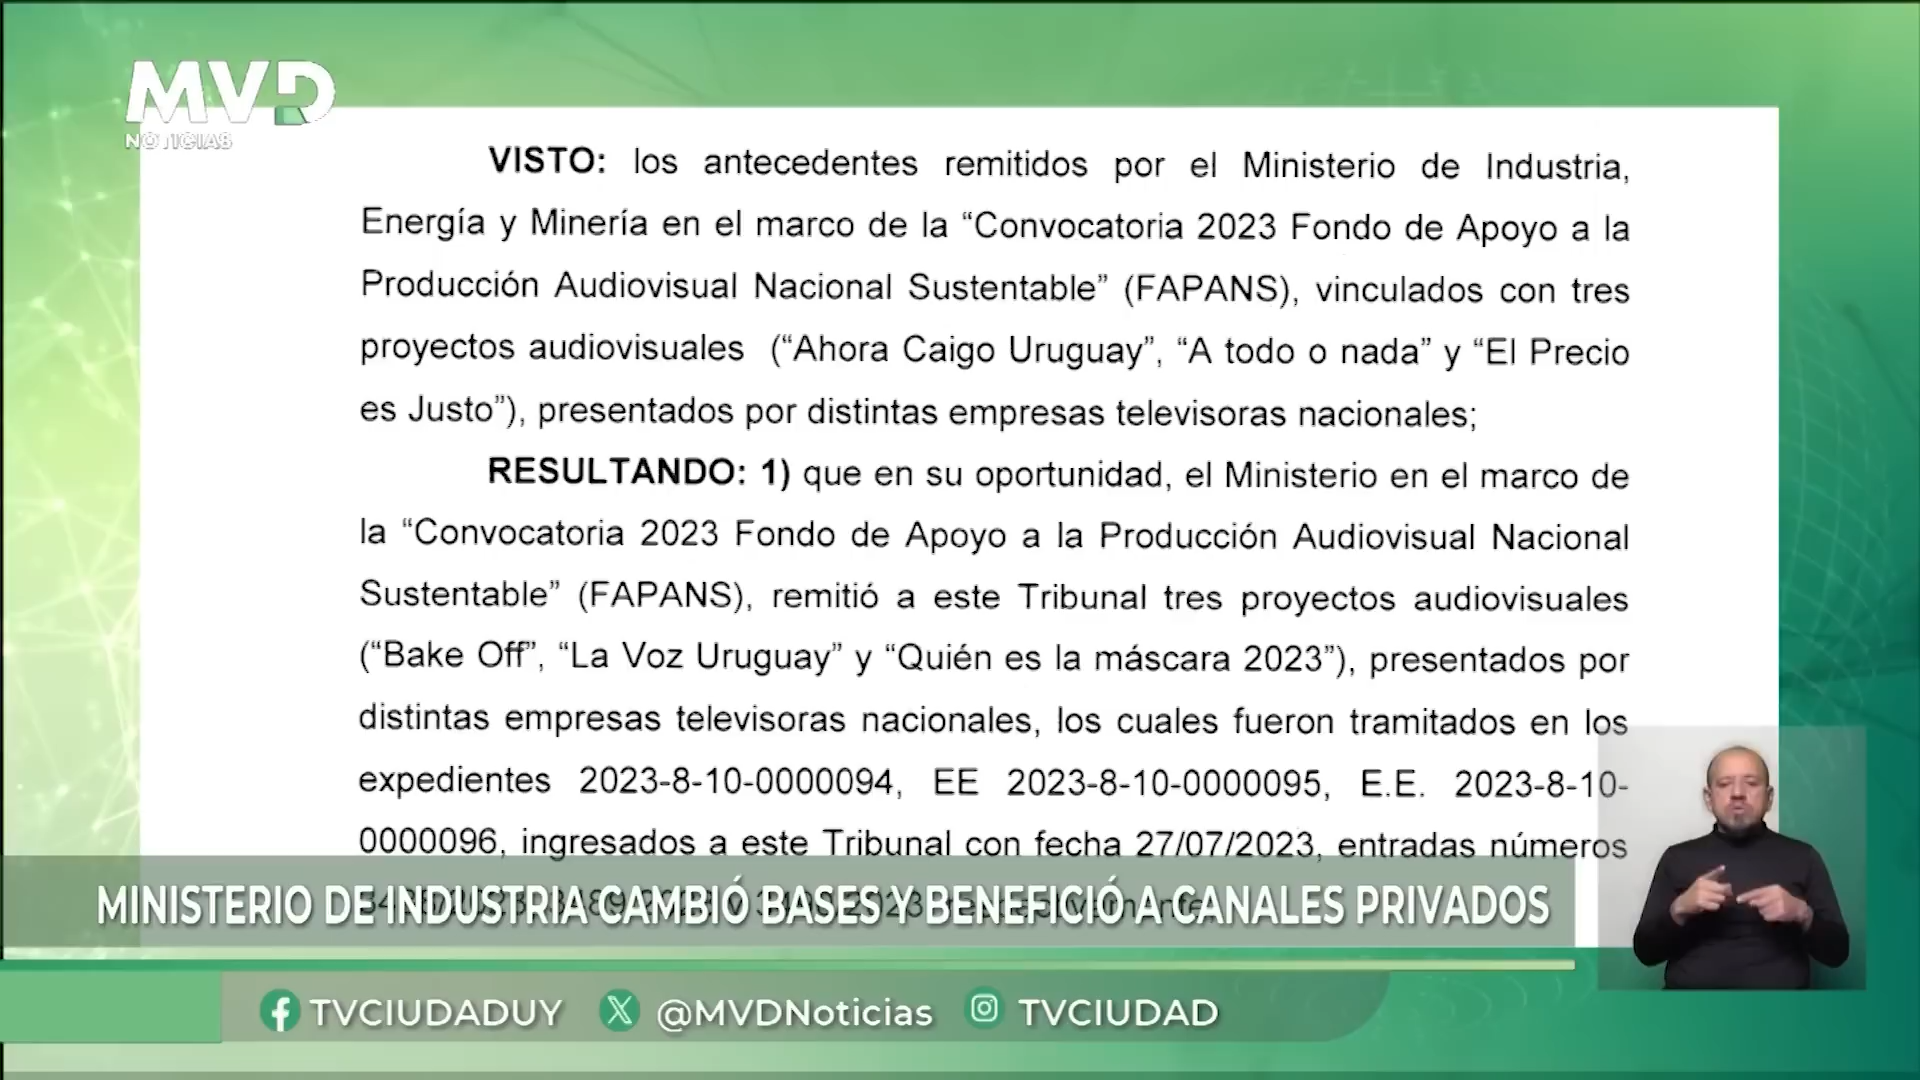 MVD
NOTICIAS
VISTO: los antecedentes remitidos por el Ministerio de Industria,
Energía y Minería en el marco de la “Convocatoria 2023 Fondo de Apoyo a la
Producción Audiovisual Nacional Sustentable” (FAPANS), vinculados con tres
proyectos audiovisuales (“Ahora Caigo Uruguay”, “A todo o nada” y “El Precio
es Justo”), presentados por distintas empresas televisoras nacionales;
RESULTANDO: 1) que en su oportunidad, el Ministerio en el marco de
la “Convocatoria 2023 Fondo de Apoyo a la Producción Audiovisual Nacional
Sustentable” (FAPANS), remitió a este Tribunal tres proyectos audiovisuales
(“Bake Off”, “La Voz Uruguay” y “Quién es la máscara 2023”), presentados por
distintas empresas televisoras nacionales, los cuales fueron tramitados en los
expedientes 2023-8-10-0000094, EE 2023-8-10-0000095, E.E. 2023-8-10-
0000096, ingresados a este Tribunal con fecha 27/07/2023, entradas números
MINISTERIO DE INDUSTRIA CAMBIÓ BASES Y BENEFICIÓ A CANALES PRIVADOS
TVCIUDADUY @MVDNoticias TVCIUDAD